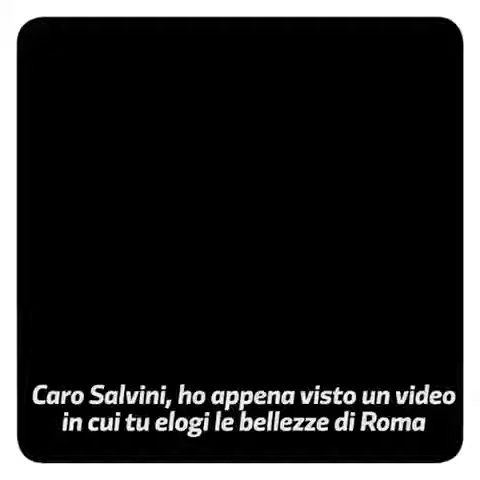 Caro Salvini, ho appena visto un video
in cui tu elogi le bellezze di Roma